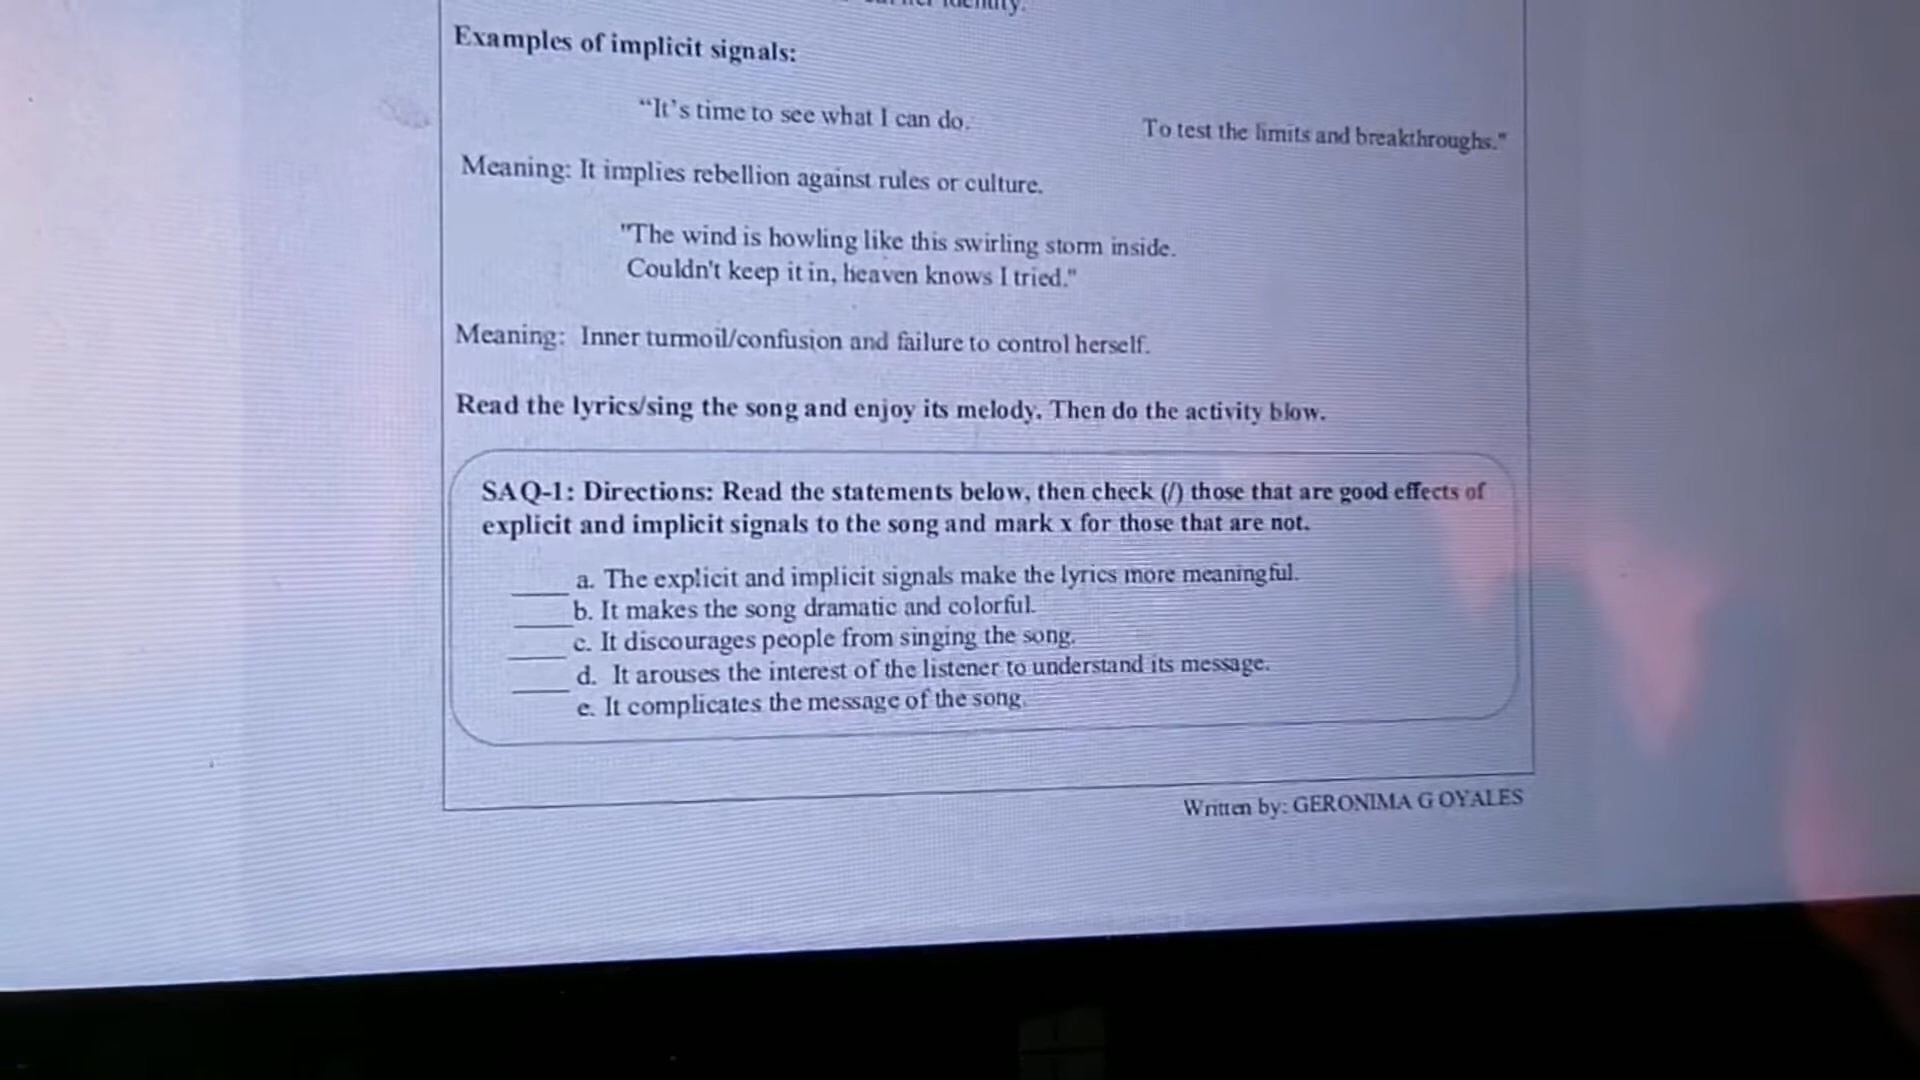 identity.
Examples of implicit signals:
“It’s time to see what I can do. To test the limits and breakthroughs."
Meaning: It implies rebellion against rules or culture.
"The wind is howling like this swirling storm inside.
Couldn't keep it in, heaven knows I tried."
Meaning: Inner turmoil/confusion and failure to control herself.
Read the lyrics/sing the song and enjoy its melody. Then do the activity blow.
SAQ-1: Directions: Read the statements below, then check (/) those that are good effects of
explicit and implicit signals to the song and mark x for those that are not.
_____ a. The explicit and implicit signals make the lyrics more meaningful.
_____ b. It makes the song dramatic and colorful.
_____ c. It discourages people from singing the song.
_____ d. It arouses the interest of the listener to understand its message.
e. It complicates the message of the song.
Written by: GERONIMA G OYALES